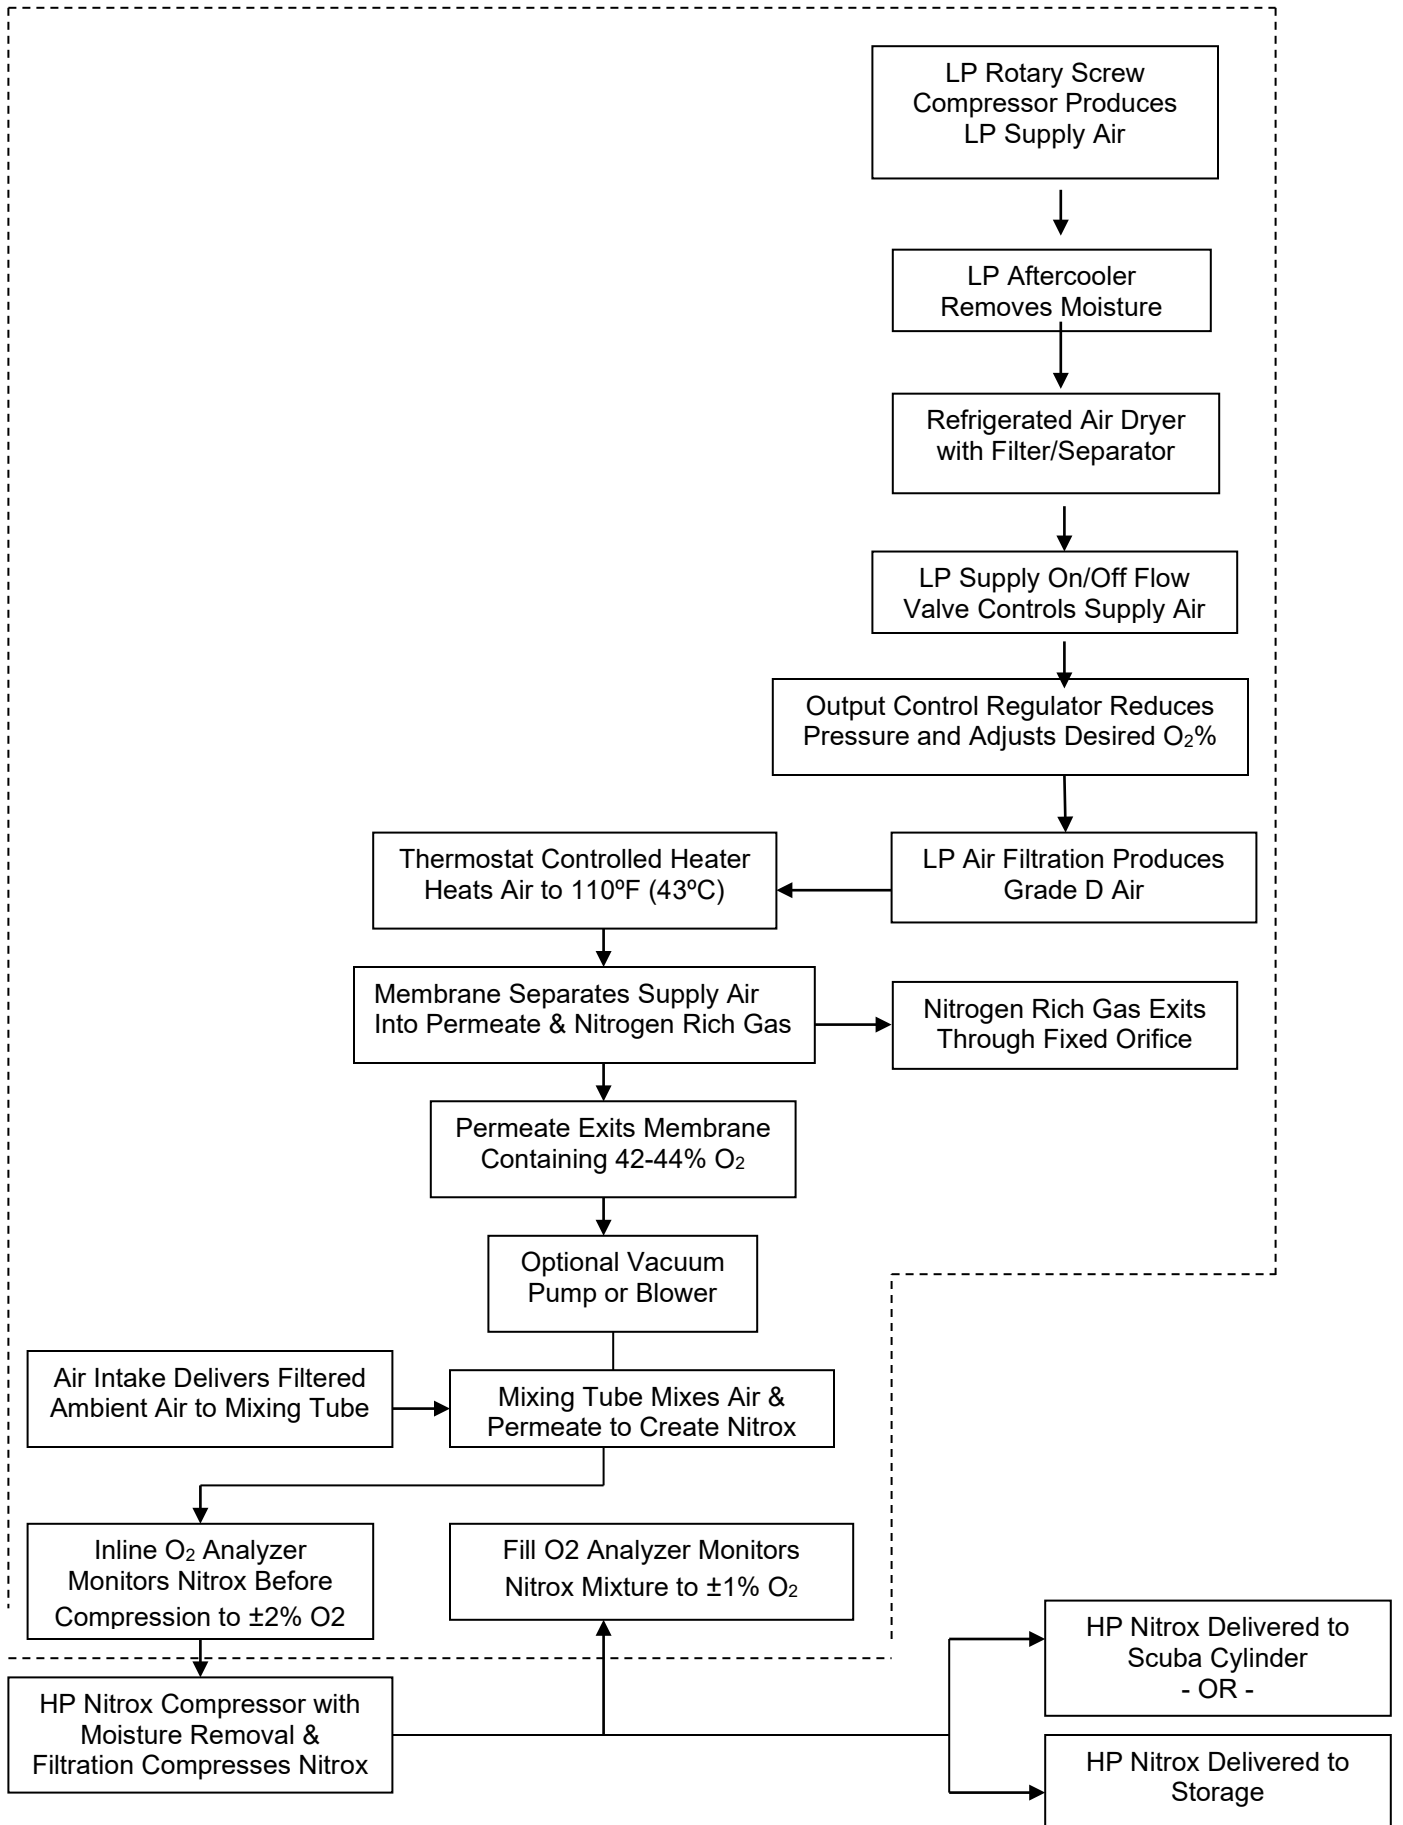 LP Rotary Screw
Compressor Produces
LP Supply Air
LP Aftercooler
Removes Moisture
Refrigerated Air Dryer
with Filter/Separator
LP Supply On/Off Flow
Valve Controls Supply Air
Output Control Regulator Reduces
Pressure and Adjusts Desired O₂%
LP Air Filtration Produces
Grade D Air
Thermostat Controlled Heater
Heats Air to 110ºF (43ºC)
Membrane Separates Supply Air
Into Permeate & Nitrogen Rich Gas
Nitrogen Rich Gas Exits
Through Fixed Orifice
Permeate Exits Membrane
Containing 42-44% O₂
Optional Vacuum
Pump or Blower
Air Intake Delivers Filtered
Ambient Air to Mixing Tube
Mixing Tube Mixes Air &
Permeate to Create Nitrox
Inline O₂ Analyzer
Monitors Nitrox Before
Compression to ±2% O2
Fill O2 Analyzer Monitors
Nitrox Mixture to ±1% O₂
HP Nitrox Compressor with
Moisture Removal &
Filtration Compresses Nitrox
HP Nitrox Delivered to
Scuba Cylinder
- OR -
HP Nitrox Delivered to
Storage